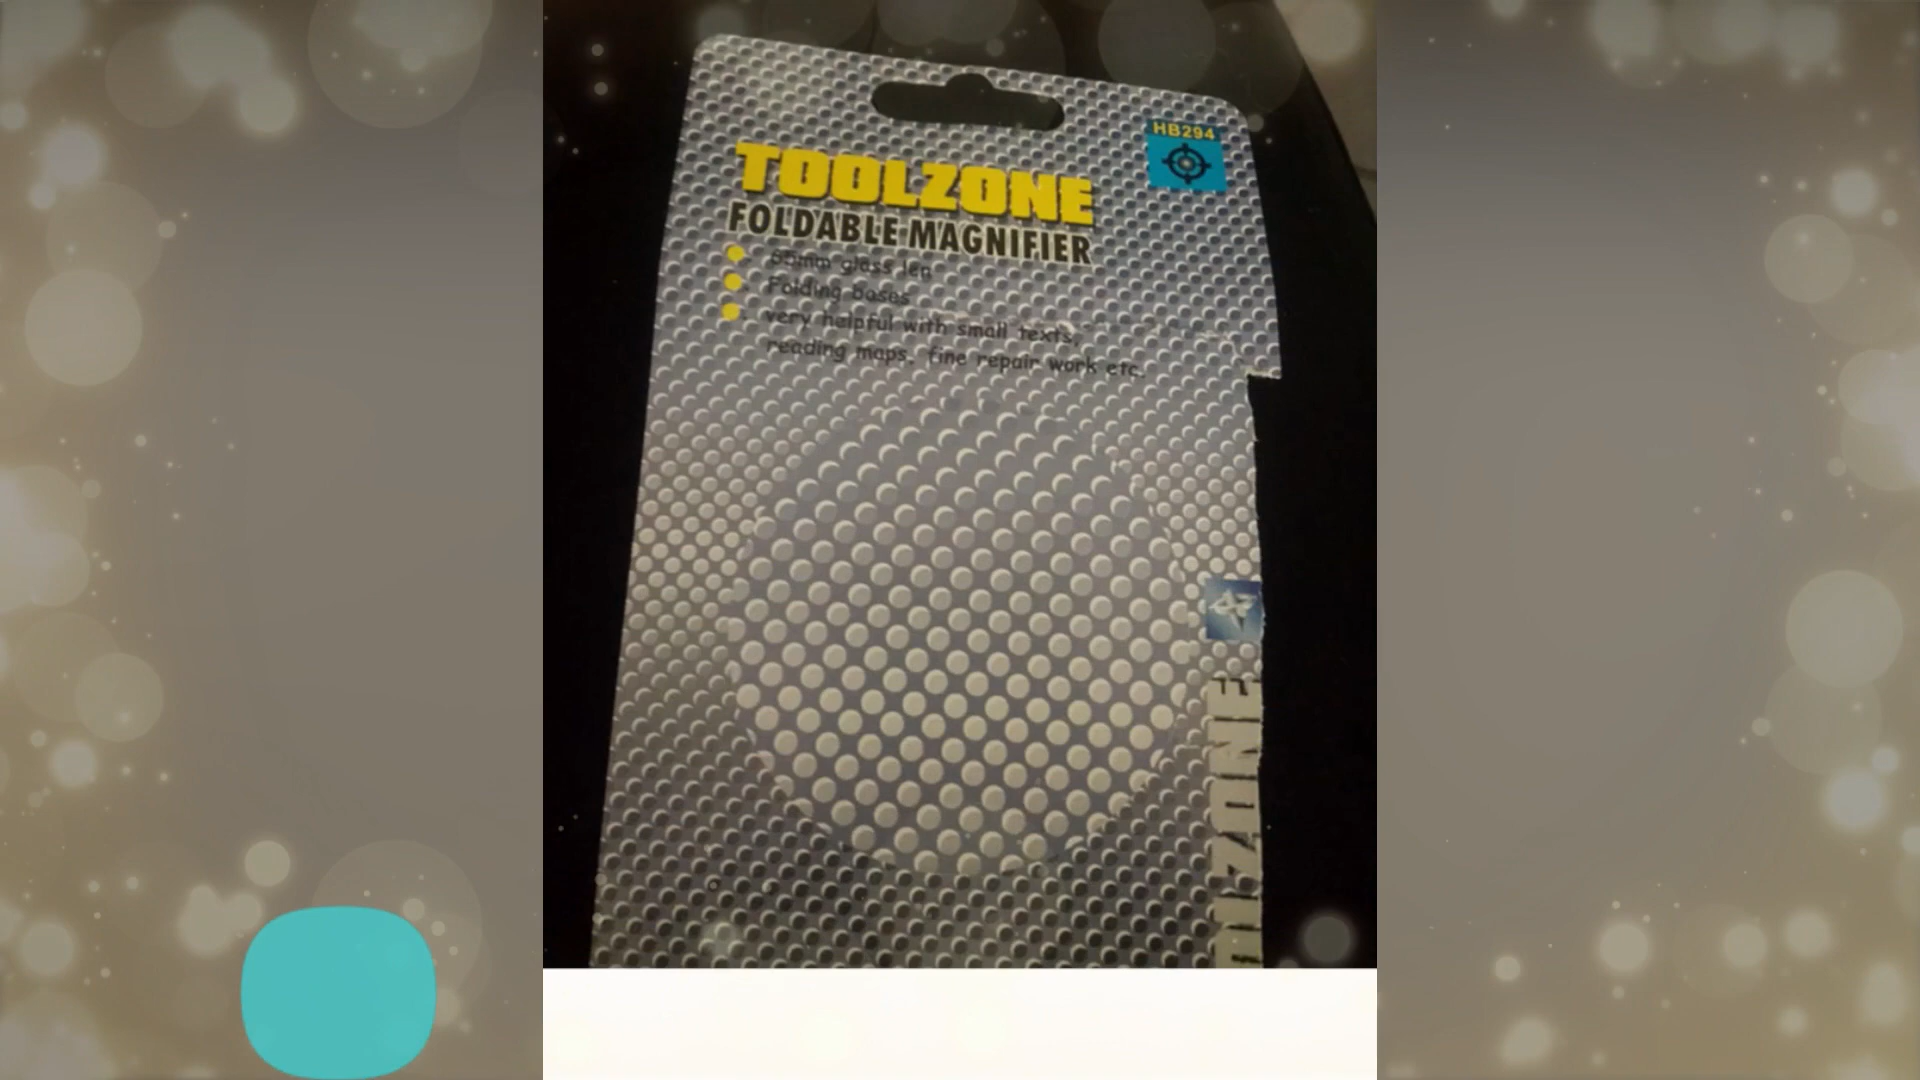 HB294
TOOLZONE
FOLDABLE MAGNIFIER
glass len
Folding bases
very helpful with small texts,
reading maps, fine repair work etc.